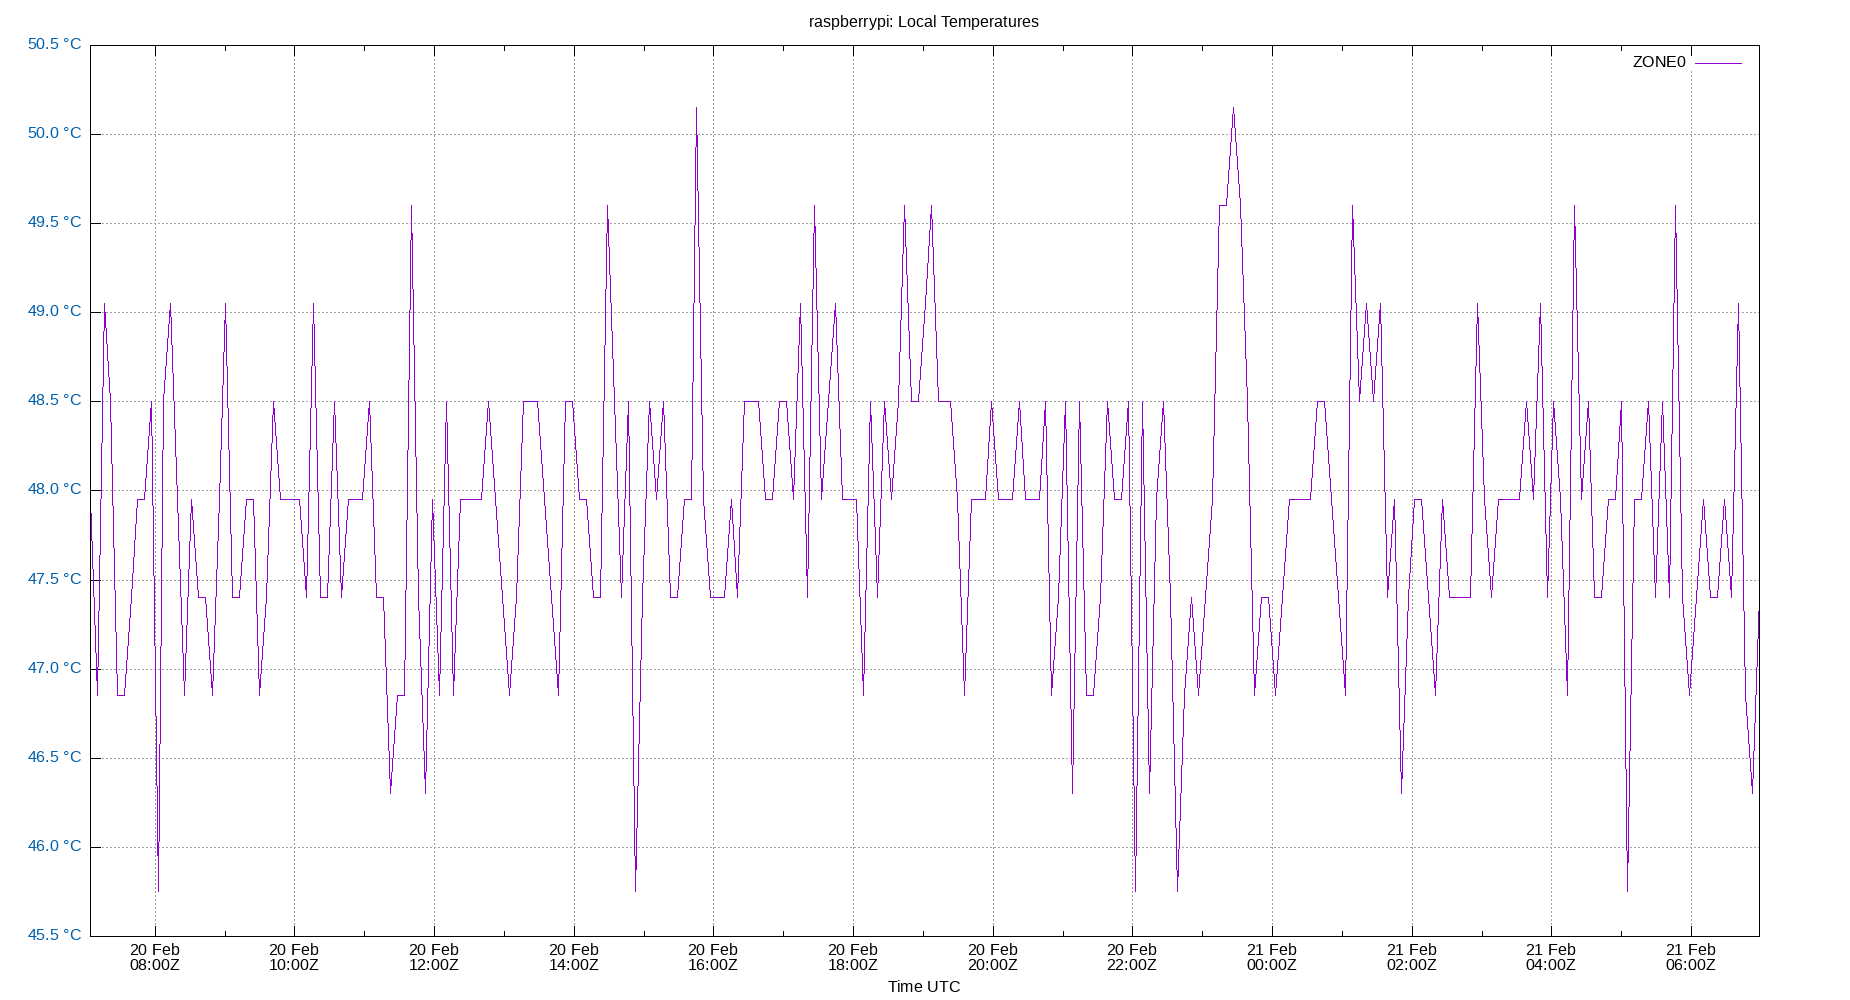 raspberrypi: Local Temperatures
50.5 °C
ZONE0
50.0 °C
49.5 °C
49.0 °C
48.5 °C
48.0 °C
47.5 °C
47.0 °C
46.5 °C
46.0 °C
45.5 °C
20 Feb 20 Feb 20 Feb 20 Feb 20 Feb 20 Feb 20 Feb 20 Feb 21 Feb 21 Feb 21 Feb 21 Feb
08:00Z 10:00Z 12:00Z 14:00Z 16:00Z 18:00Z 20:00Z 22:00Z 00:00Z 02:00Z 04:00Z 06:00Z
Time UTC